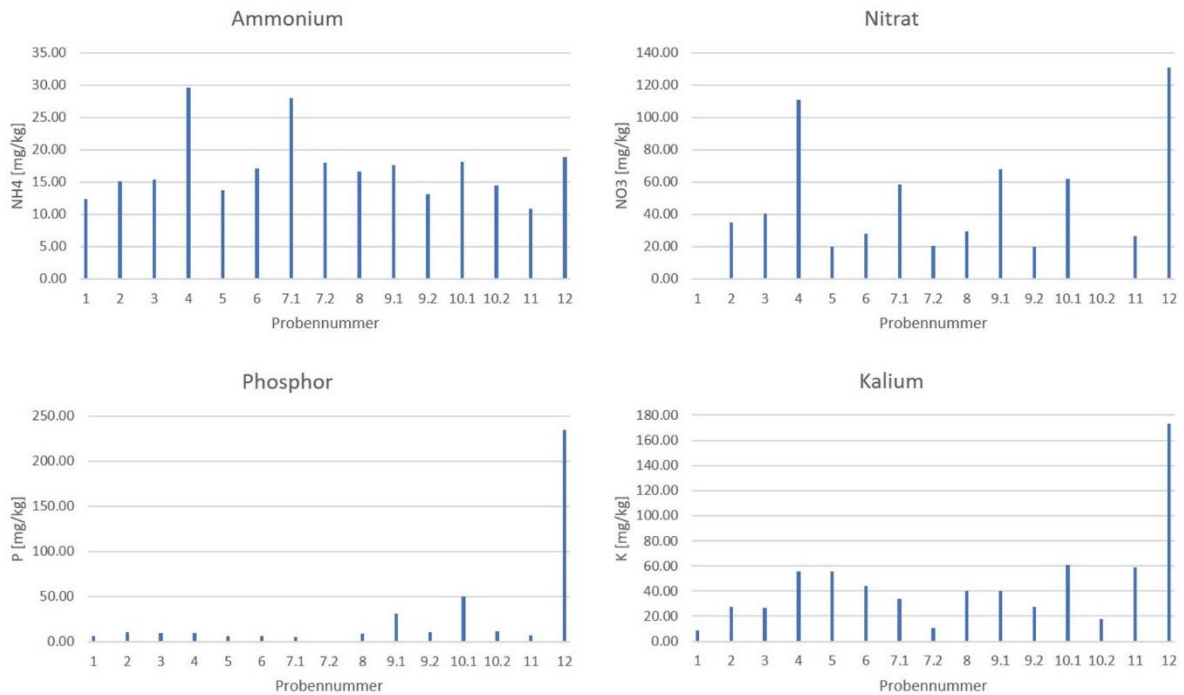 Ammonium
35.00
30.00
25.00
20.00
15.00
10.00
5.00
0.00
NH4 [mg/kg]
1 2 3 4 5 6 7.1 7.2 8 9.1 9.2 10.1 10.2 11 12
Probennummer
Nitrat
140.00
120.00
100.00
80.00
60.00
40.00
20.00
0.00
NO3 [mg/kg]
1 2 3 4 5 6 7.1 7.2 8 9.1 9.2 10.1 10.2 11 12
Probennummer
Phosphor
250.00
200.00
150.00
100.00
50.00
0.00
P [mg/kg]
1 2 3 4 5 6 7.1 7.2 8 9.1 9.2 10.1 10.2 11 12
Probennummer
Kalium
180.00
160.00
140.00
120.00
100.00
80.00
60.00
40.00
20.00
0.00
K [mg/kg]
1 2 3 4 5 6 7.1 7.2 8 9.1 9.2 10.1 10.2 11 12
Probennummer